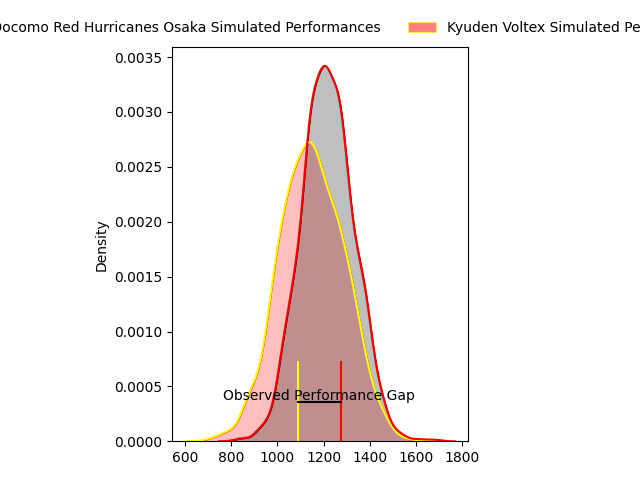 Docomo Red Hurricanes Osaka Simulated Performances
Kyuden Voltex Simulated Pe
0.0035
0.0030
0.0025
0.0020
0.0015
0.0010
0.0005
0.0000
Density
Observed Performance Gap
600 800 1000 1200 1400 1600 1800